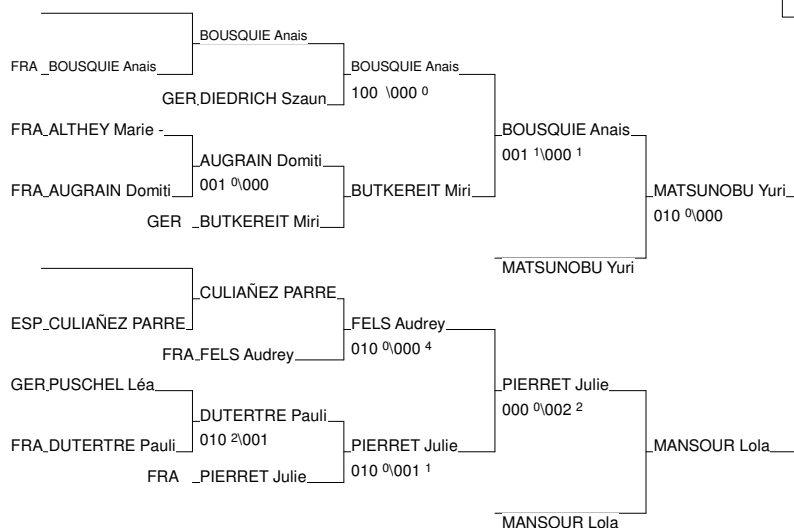 BOUSQUIE Anais
FRA BOUSQUIE Anais
BOUSQUIE Anais
100 \000 0
GER DIEDRICH Szaun
FRA ALTHEY Marie -
BOUSQUIE Anais
001 1\000 1
AUGRAIN Domiti
001 0\000
FRA AUGRAIN Domiti
BUTKEREIT Miri
MATSUNOBU Yuri
010 0\000
GER BUTKEREIT Miri
MATSUNOBU Yuri
CULIAÑEZ PARRE
ESP CULIAÑEZ PARRE
FELS Audrey
010 0\000 4
FRA FELS Audrey
GER PUSCHEL Léa
PIERRET Julie
000 0\002 2
DUTERTRE Pauli
010 2\001
FRA DUTERTRE Pauli
PIERRET Julie
010 0\001 1
MANSOUR Lola
FRA PIERRET Julie
MANSOUR Lola